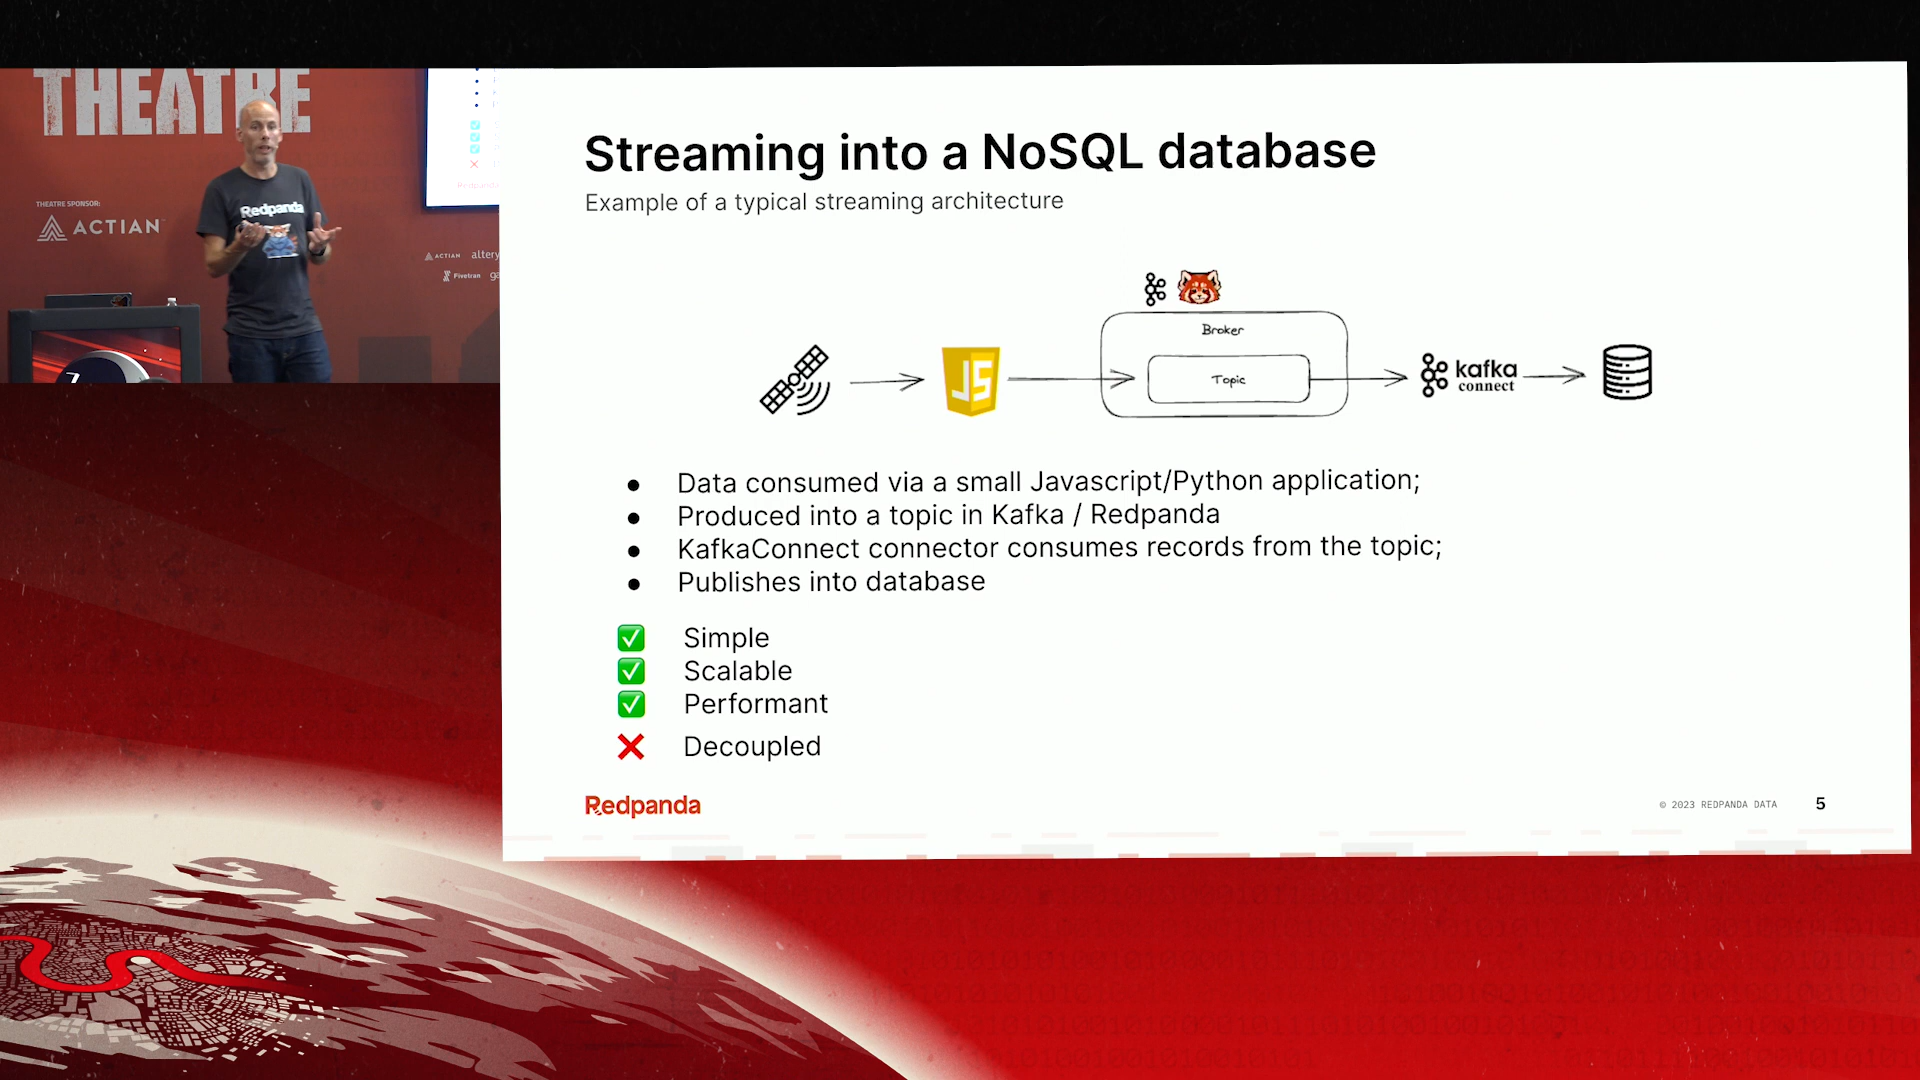 THEATRE
THEATRE SPONSOR:
ACTIAN
Redpanda
ACTIAN
Fivetran
Streaming into a NoSQL database
Example of a typical streaming architecture
Broker
Topic
JS
kafka
connect
Data consumed via a small Javascript/Python application;
Produced into a topic in Kafka / Redpanda
KafkaConnect connector consumes records from the topic;
Publishes into database
Simple
Scalable
Performant
Decoupled
Redpanda
© 2023 REDPANDA DATA 5